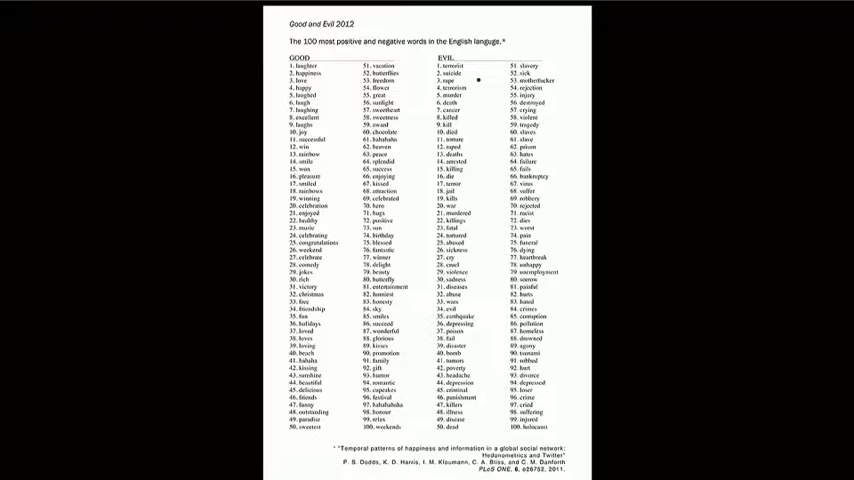 Good and Evil 2012
The 100 most positive and negative words in the English languge.*
GOOD
1. laughter
2. happiness
3. love
4. happy
5. laughed
6. laugh
7. laughing
8. excellent
9. laughs
10. joy
11. successful
12. win
13. rainbow
14. smile
15. won
16. pleasure
17. smiled
18. rainbows
19. winning
20. celebration
21. enjoyed
22. healthy
23. music
24. celebrating
25. congratulations
26. weekend
27. celebrate
28. comedy
29. jokes
30. rich
31. victory
32. christmas
33. free
34. friendship
35. fun
36. holidays
37. loved
38. loves
39. loving
40. beach
41. hahaha
42. kissing
43. sunshine
44. beautiful
45. delicious
46. friends
47. funny
48. outstanding
49. paradise
50. sweetest
51. vacation
52. butterflies
53. freedom
54. flower
55. great
56. sunlight
57. sweetheart
58. sweetness
59. award
60. chocolate
61. hahahaha
62. heaven
63. peace
64. splendid
65. success
66. enjoying
67. kissed
68. attraction
69. celebrated
70. hero
71. hugs
72. positive
73. sun
74. birthday
75. blessed
76. fantastic
77. winner
78. delight
79. beauty
80. butterfly
81. entertainment
82. funniest
83. honesty
84. sky
85. smiles
86. succeed
87. wonderful
88. glorious
89. kisses
90. promotion
91. family
92. gift
93. humor
94. romantic
95. cupcakes
96. festival
97. hahahahaha
98. honour
99. relax
100. weekends
EVIL
1. terrorist
2. suicide
3. rape
4. terrorism
5. murder
6. death
7. cancer
8. killed
9. kill
10. died
11. torture
12. raped
13. deaths
14. arrested
15. killing
16. die
17. terror
18. jail
19. kills
20. war
21. murdered
22. killings
23. fatal
24. tortured
25. abused
26. sickness
27. cry
28. cruel
29. violence
30. sadness
31. diseases
32. abuse
33. wars
34. evil
35. earthquake
36. depressing
37. poison
38. fail
39. disaster
40. bomb
41. tumors
42. poverty
43. headache
44. depression
45. criminal
46. punishment
47. killers
48. illness
49. disease
50. dead
51. slavery
52. sick
53. motherfucker
54. rejection
55. injury
56. destroyed
57. crying
58. violent
59. tragedy
60. slaves
61. slave
62. prison
63. hates
64. failure
65. fails
66. bankruptcy
67. virus
68. suffer
69. robbery
70. rejected
71. racist
72. dies
73. worst
74. pain
75. funeral
76. dying
77. heartbreak
78. unhappy
79. unemployment
80. sorrow
81. painful
82. hurts
83. hated
84. crimes
85. corruption
86. pollution
87. homeless
88. drowned
89. agony
90. tsunami
91. robbed
92. hurt
93. divorce
94. depressed
95. loser
96. crime
97. cried
98. suffering
99. injured
100. holocaust
* "Temporal patterns of happiness and information in a global social network:
Hedonometrics and Twitter"
P. S. Dodds, K. D. Harris, I. M. Kloumann, C. A. Bliss, and C. M. Danforth
PLoS ONE, 6, e26752, 2011.